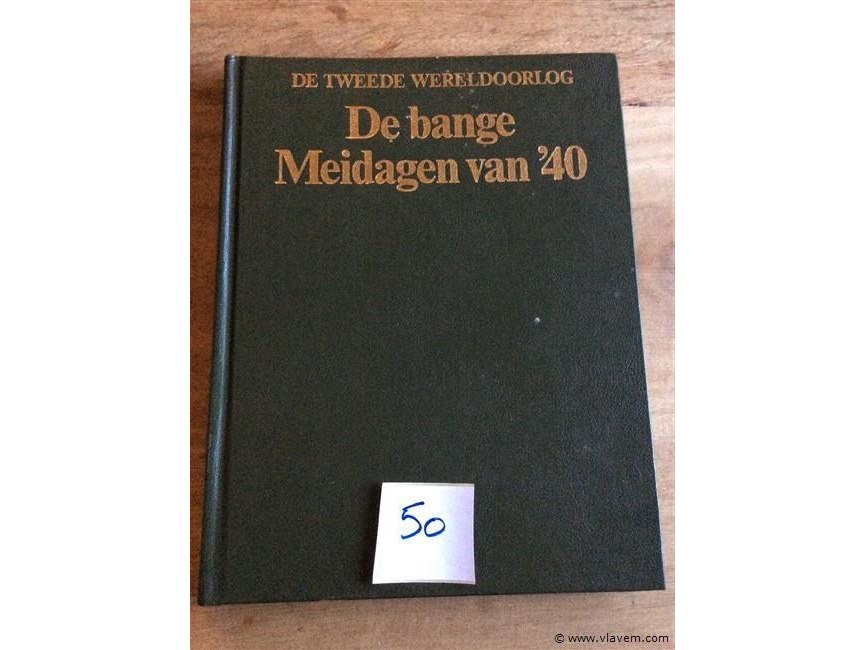 DE TWEEDE WERELDOORLOG
De bange
Meidagen van '40
50
© www.vlavem.com